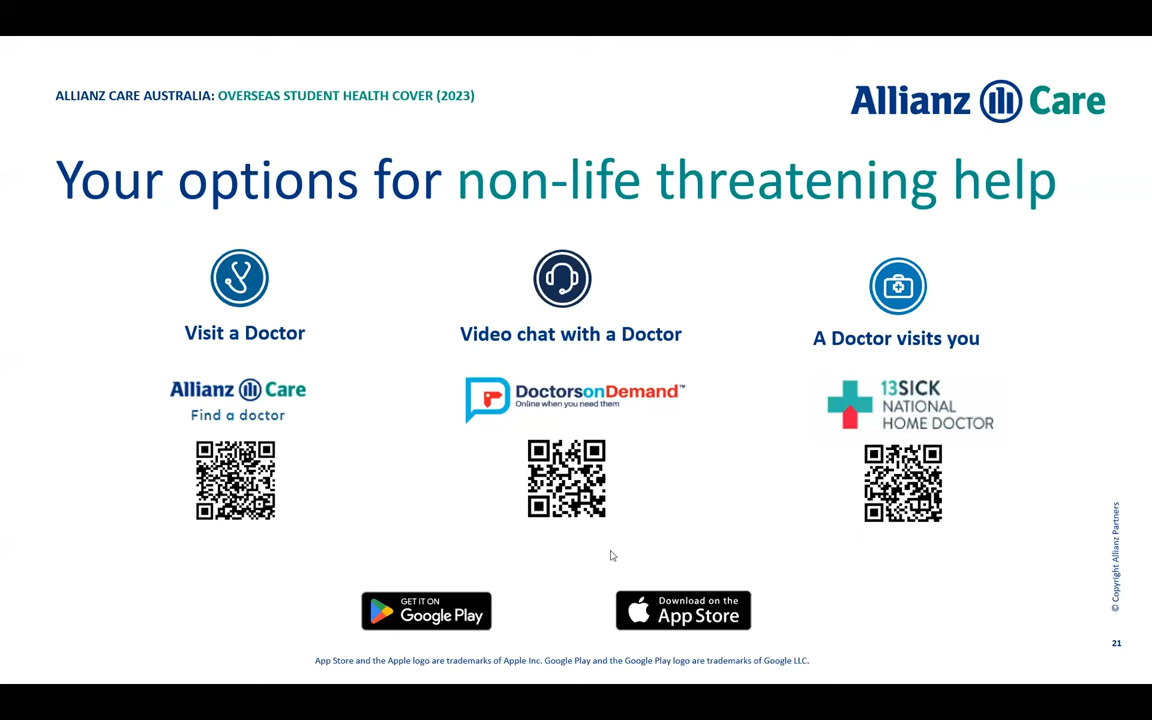 ALLIANZ CARE AUSTRALIA: OVERSEAS STUDENT HEALTH COVER (2023)
Allianz Care
Your options for non-life threatening help
Visit a Doctor
Video chat with a Doctor
A Doctor visits you
Allianz Care
Find a doctor
DoctorsonDemand™
Online when you need them
13SICK
NATIONAL
HOME DOCTOR
GET IT ON
Google Play
Download on the
App Store
© Copyright Allianz Partners
21
App Store and the Apple logo are trademarks of Apple Inc. Google Play and the Google Play logo are trademarks of Google LLC.